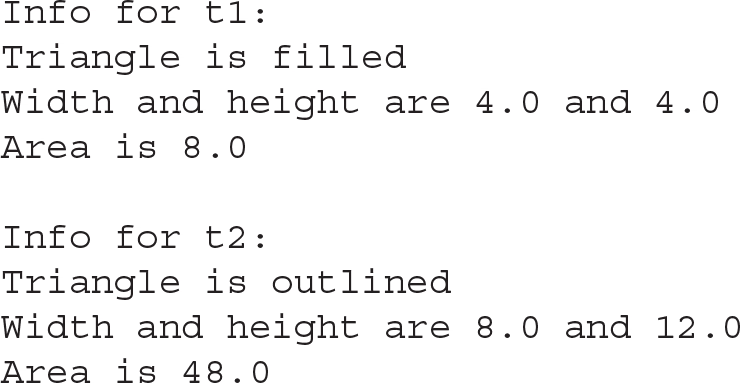 Info for t1:
Triangle is filled
Width and height are 4.0 and 4.0
Area is 8.0

Info for t2:
Triangle is outlined
Width and height are 8.0 and 12.0
Area is 48.0